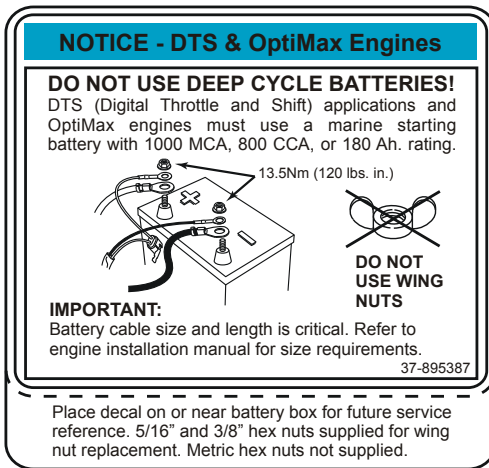 NOTICE - DTS & OptiMax Engines
DO NOT USE DEEP CYCLE BATTERIES!
DTS (Digital Throttle and Shift) applications and
OptiMax engines must use a marine starting
battery with 1000 MCA, 800 CCA, or 180 Ah. rating.
13.5Nm (120 lbs. in.)
DO NOT
USE WING
NUTS
IMPORTANT:
Battery cable size and length is critical. Refer to
engine installation manual for size requirements.
37-895387
Place decal on or near battery box for future service
reference. 5/16” and 3/8” hex nuts supplied for wing
nut replacement. Metric hex nuts not supplied.